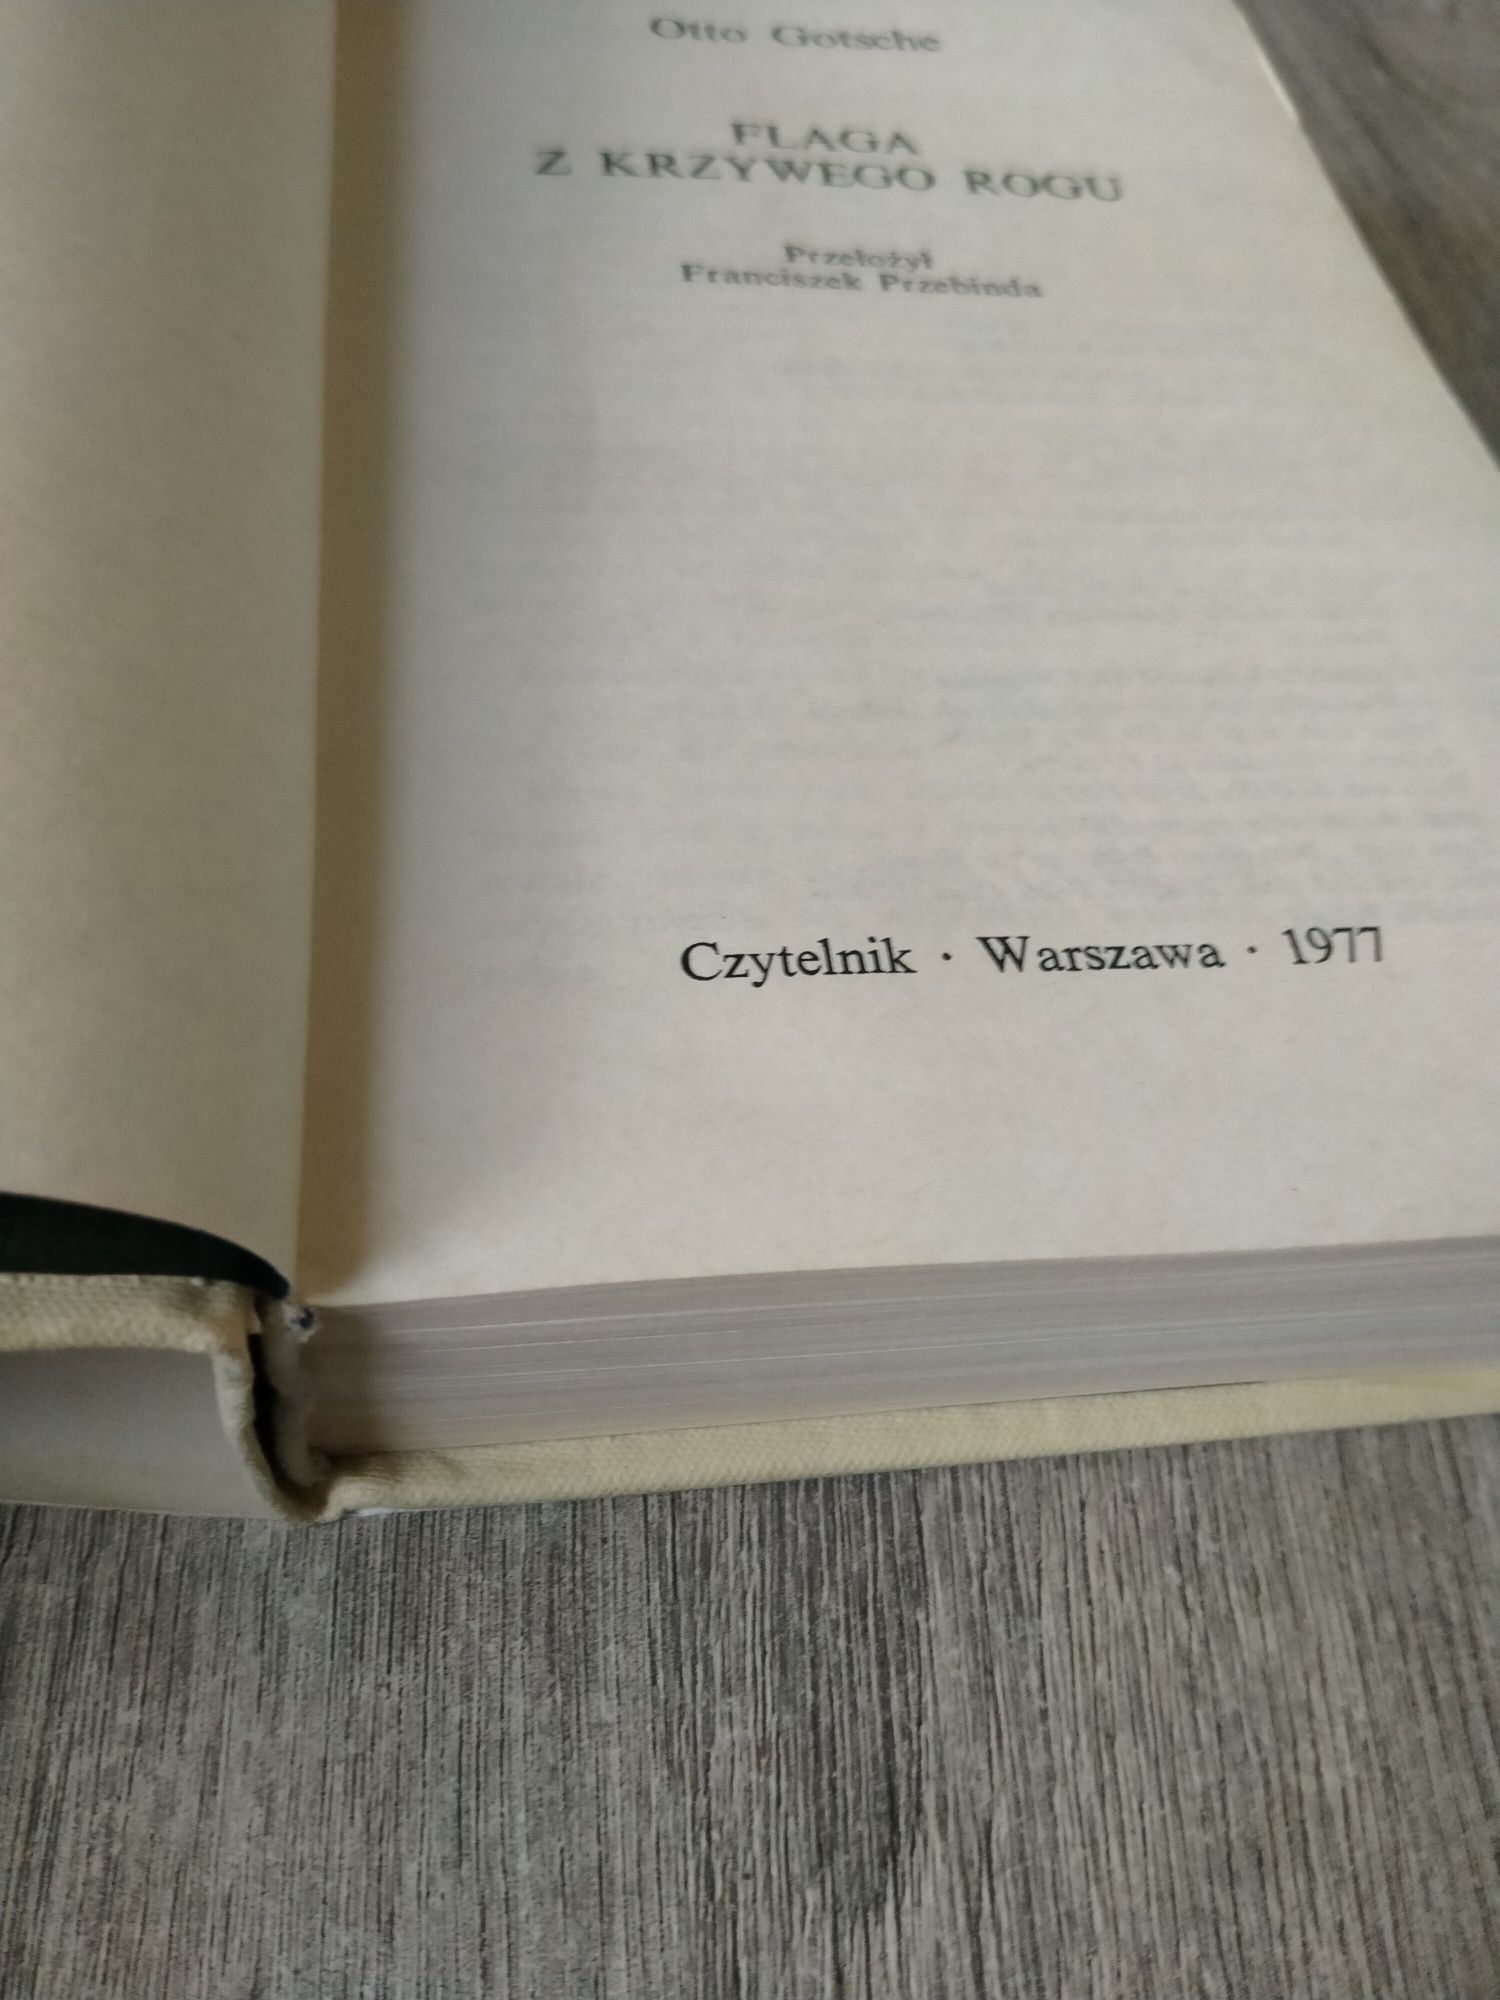 Otto Gotsche
FLAGA
Z KRZYWEGO ROGU
Przełożył
Franciszek Przebinda
Czytelnik · Warszawa · 1977